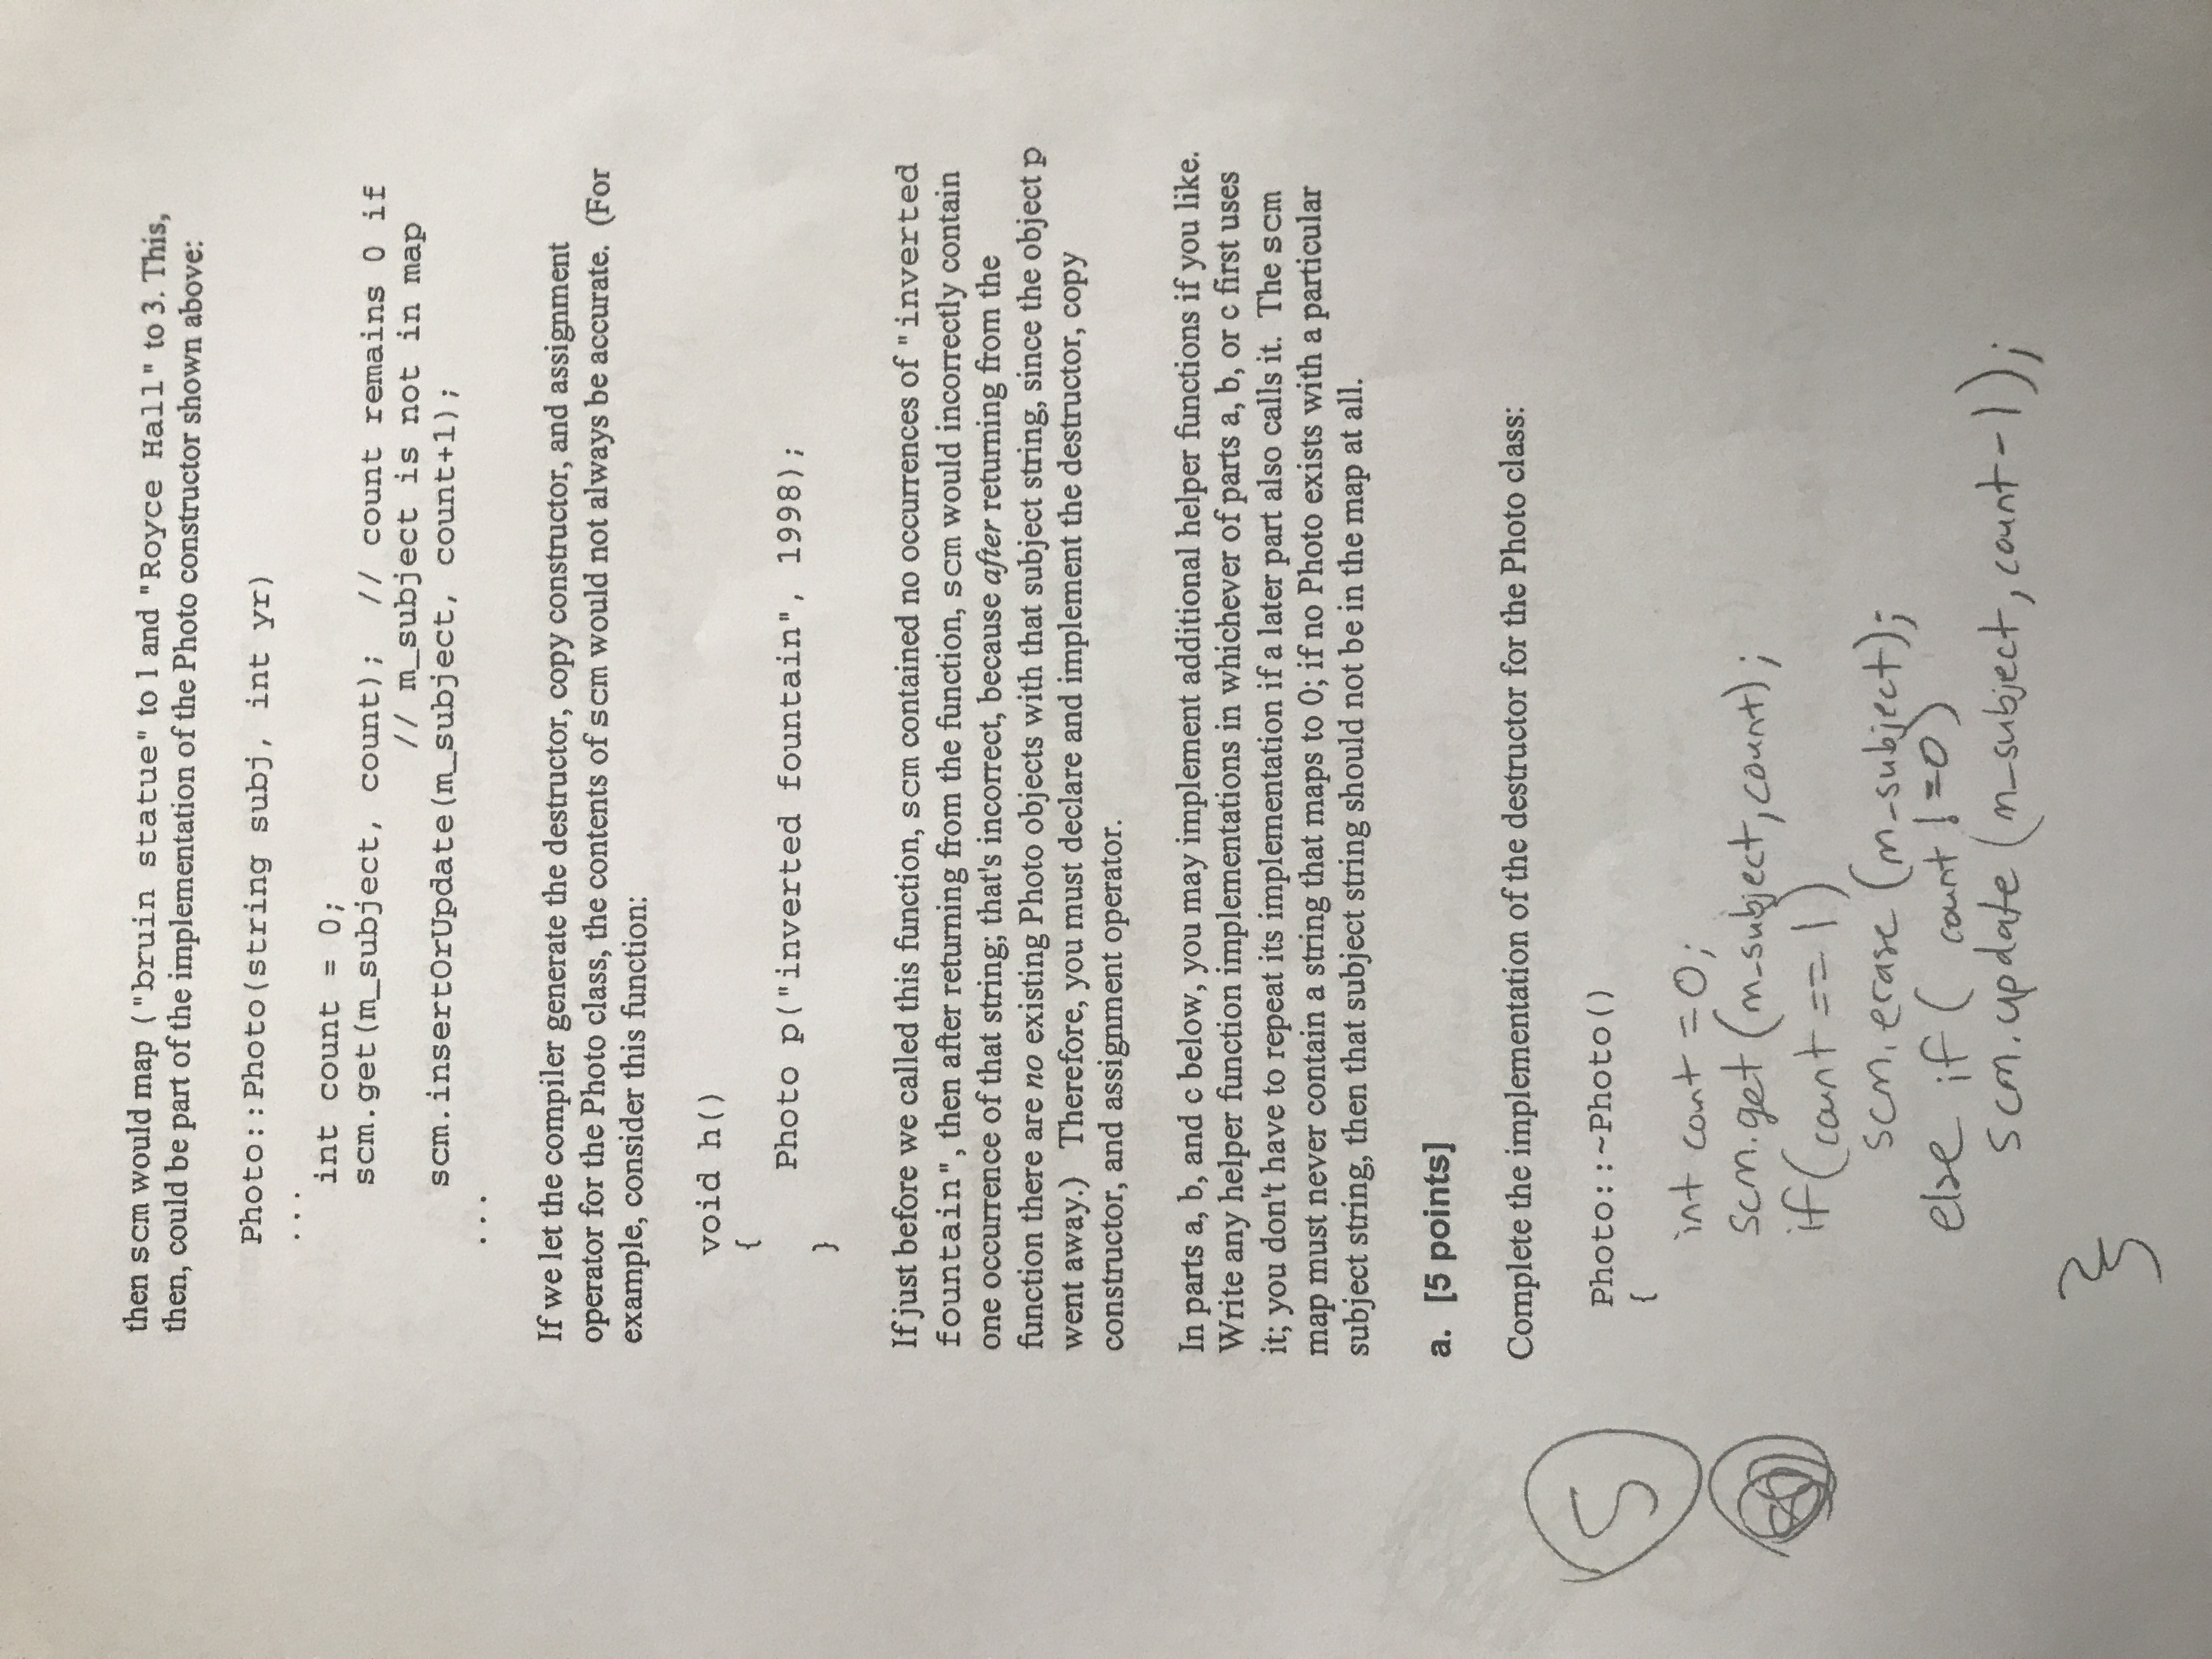 then scm would map ("bruin statue" to 1 and "Royce Hall" to 3. This,
then, could be part of the implementation of the Photo constructor shown above:
Photo::Photo(string subj, int yr)
...
int count = 0;
scm.get(m_subject, count); // count remains 0 if
// m_subject is not in map
scm.insertOrUpdate(m_subject, count+1);
...
If we let the compiler generate the destructor, copy constructor, and assignment
operator for the Photo class, the contents of scm would not always be accurate. (For
example, consider this function:
void h()
{
Photo p("inverted fountain", 1998);
}
If just before we called this function, scm contained no occurrences of "inverted
fountain", then after returning from the function, scm would incorrectly contain
one occurrence of that string; that's incorrect, because after returning from the
function there are no existing Photo objects with that subject string, since the object p
went away.) Therefore, you must declare and implement the destructor, copy
constructor, and assignment operator.
In parts a, b, and c below, you may implement additional helper functions if you like.
Write any helper function implementations in whichever of parts a, b, or c first uses
it; you don't have to repeat its implementation if a later part also calls it. The scm
map must never contain a string that maps to 0; if no Photo exists with a particular
subject string, then that subject string should not be in the map at all.
a. [5 points]
Complete the implementation of the destructor for the Photo class:
5
Photo::~Photo()
{
int count = 0;
scm.get (m_subject, count);
if (count == 1)
scm.erase (m_subject);
else if ( count != 0)
scm.update (m_subject, count - 1);
}